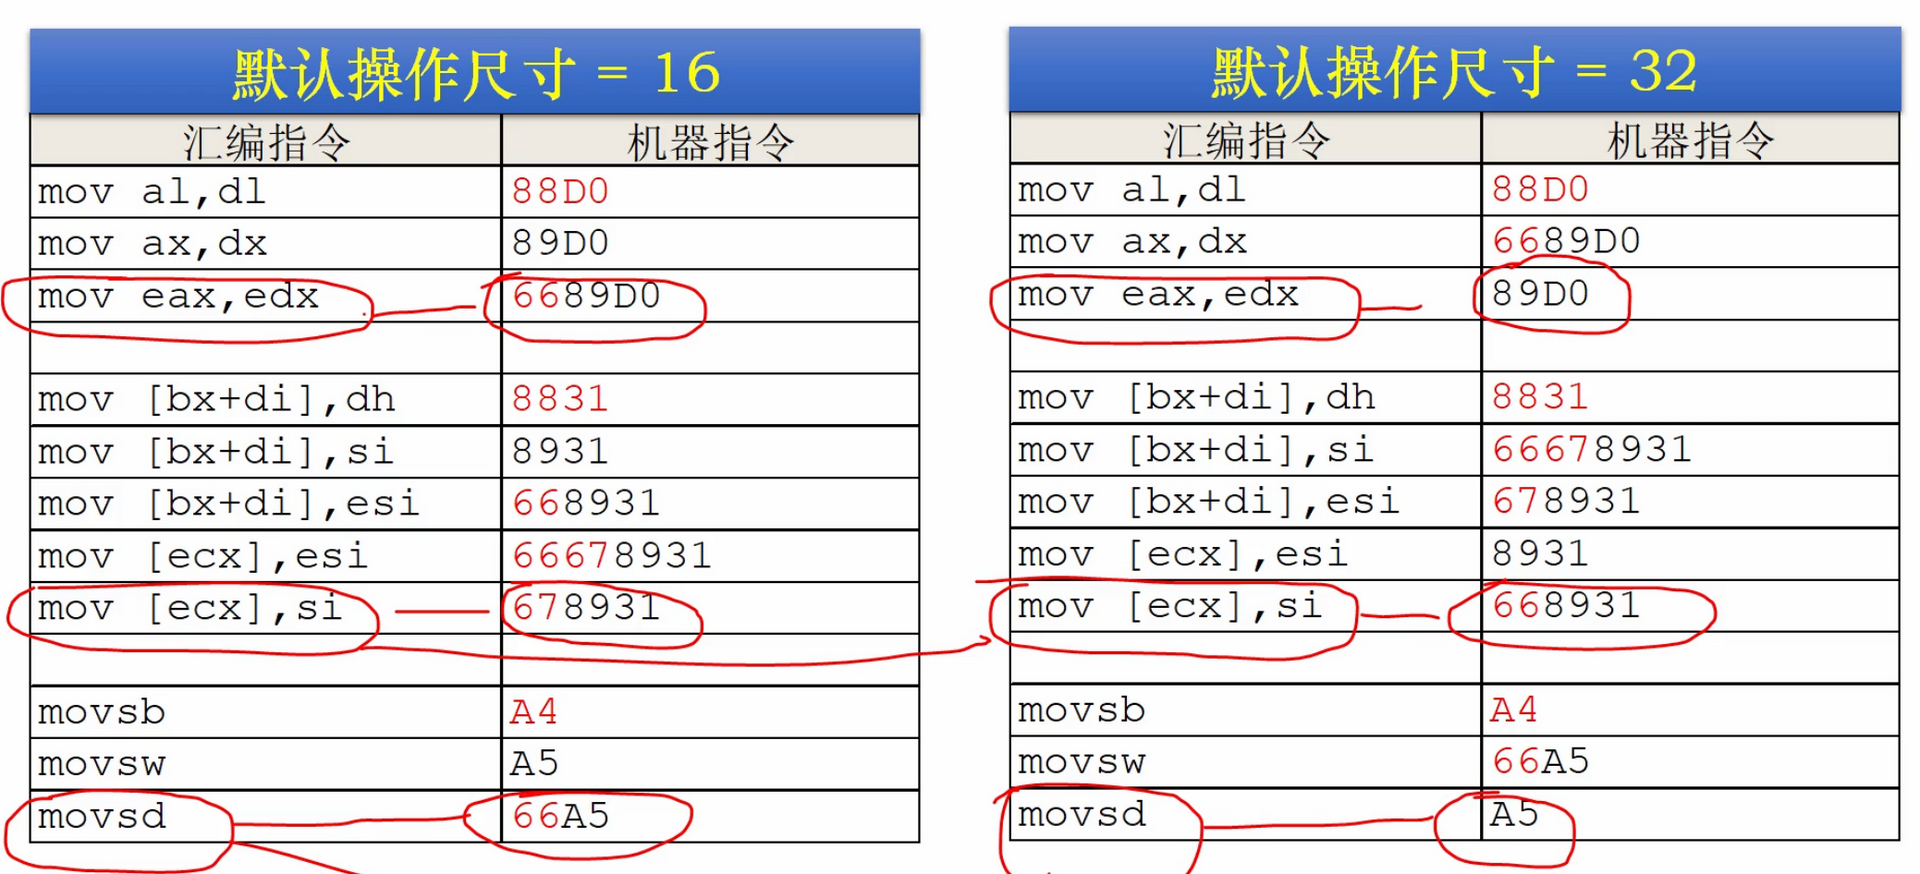 默认操作尺寸 = 16
汇编指令 机器指令
mov al,dl 88D0
mov ax,dx 89D0
mov eax,edx 6689D0
mov [bx+di],dh 8831
mov [bx+di],si 8931
mov [bx+di],esi 668931
mov [ecx],esi 66678931
mov [ecx],si 678931
movsb A4
movsw A5
movsd 66A5
默认操作尺寸 = 32
汇编指令 机器指令
mov al,dl 88D0
mov ax,dx 6689D0
mov eax,edx 89D0
mov [bx+di],dh 8831
mov [bx+di],si 66678931
mov [bx+di],esi 678931
mov [ecx],esi 8931
mov [ecx],si 668931
movsb A4
movsw 66A5
movsd A5